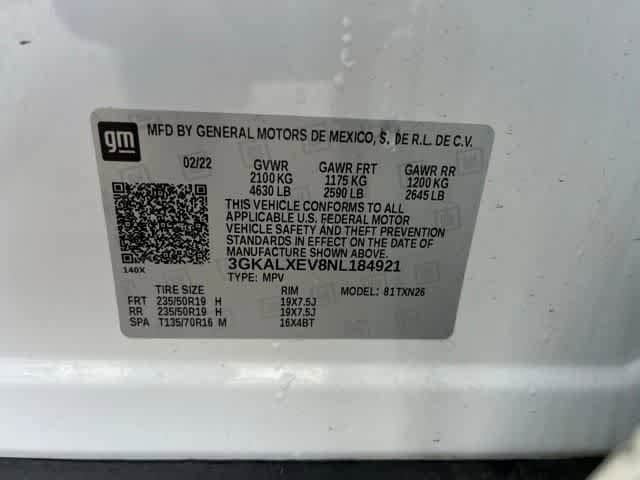 gm MFD BY GENERAL MOTORS DE MEXICO, S. DE R.L. DE C.V.
02/22 GVWR GAWR FRT GAWR RR
2100 KG 1175 KG 1200 KG
4630 LB 2590 LB 2645 LB
THIS VEHICLE CONFORMS TO ALL
APPLICABLE U.S. FEDERAL MOTOR
VEHICLE SAFETY AND THEFT PREVENTION
STANDARDS IN EFFECT ON THE DATE OF
MANUFACTURE SHOWN ABOVE.
140X 3GKALXEV8NL184921
TYPE: MPV
TIRE SIZE RIM MODEL: 81TXN26
FRT 235/50R19 H 19X7.5J
RR 235/50R19 H 19X7.5J
SPA T135/70R16 M 16X4BT